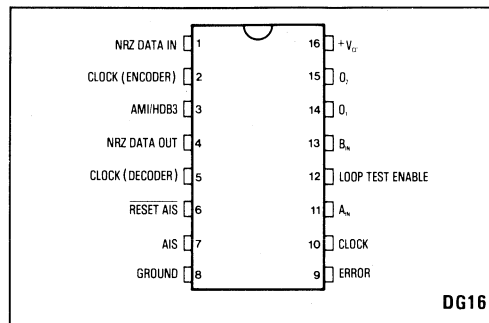 NRZ DATA IN 1
CLOCK (ENCODER) 2
AMI/HDB3 3
NRZ DATA OUT 4
CLOCK (DECODER) 5
RESET AIS 6
AIS 7
GROUND 8
16 +Vcc
15 O₂
14 O₁
13 BIN
12 LOOP TEST ENABLE
11 AIN
10 CLOCK
9 ERROR
DG16